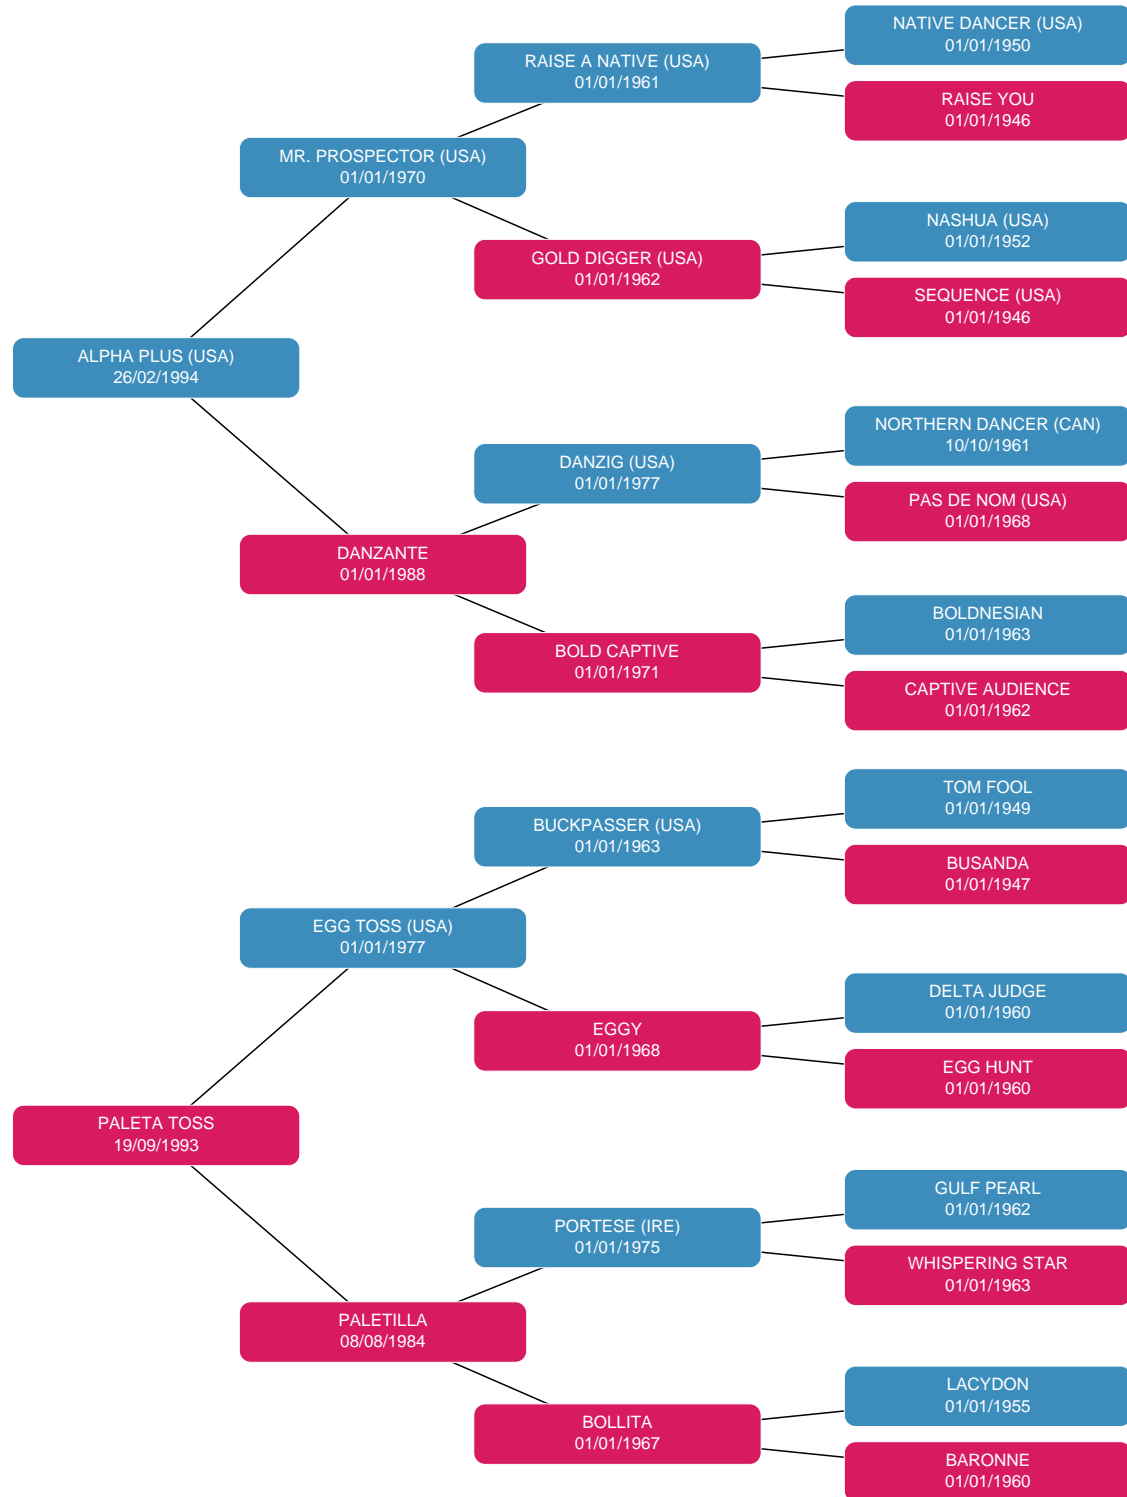 NATIVE DANCER (USA)
01/01/1950
RAISE A NATIVE (USA)
01/01/1961
RAISE YOU
01/01/1946
MR. PROSPECTOR (USA)
01/01/1970
NASHUA (USA)
01/01/1952
GOLD DIGGER (USA)
01/01/1962
SEQUENCE (USA)
01/01/1946
ALPHA PLUS (USA)
26/02/1994
NORTHERN DANCER (CAN)
10/10/1961
DANZIG (USA)
01/01/1977
PAS DE NOM (USA)
01/01/1968
DANZANTE
01/01/1988
BOLDNESIAN
01/01/1963
BOLD CAPTIVE
01/01/1971
CAPTIVE AUDIENCE
01/01/1962
TOM FOOL
01/01/1949
BUCKPASSER (USA)
01/01/1963
BUSANDA
01/01/1947
EGG TOSS (USA)
01/01/1977
DELTA JUDGE
01/01/1960
EGGY
01/01/1968
EGG HUNT
01/01/1960
PALETA TOSS
19/09/1993
GULF PEARL
01/01/1962
PORTESE (IRE)
01/01/1975
WHISPERING STAR
01/01/1963
PALETILLA
08/08/1984
LACYDON
01/01/1955
BOLLITA
01/01/1967
BARONNE
01/01/1960